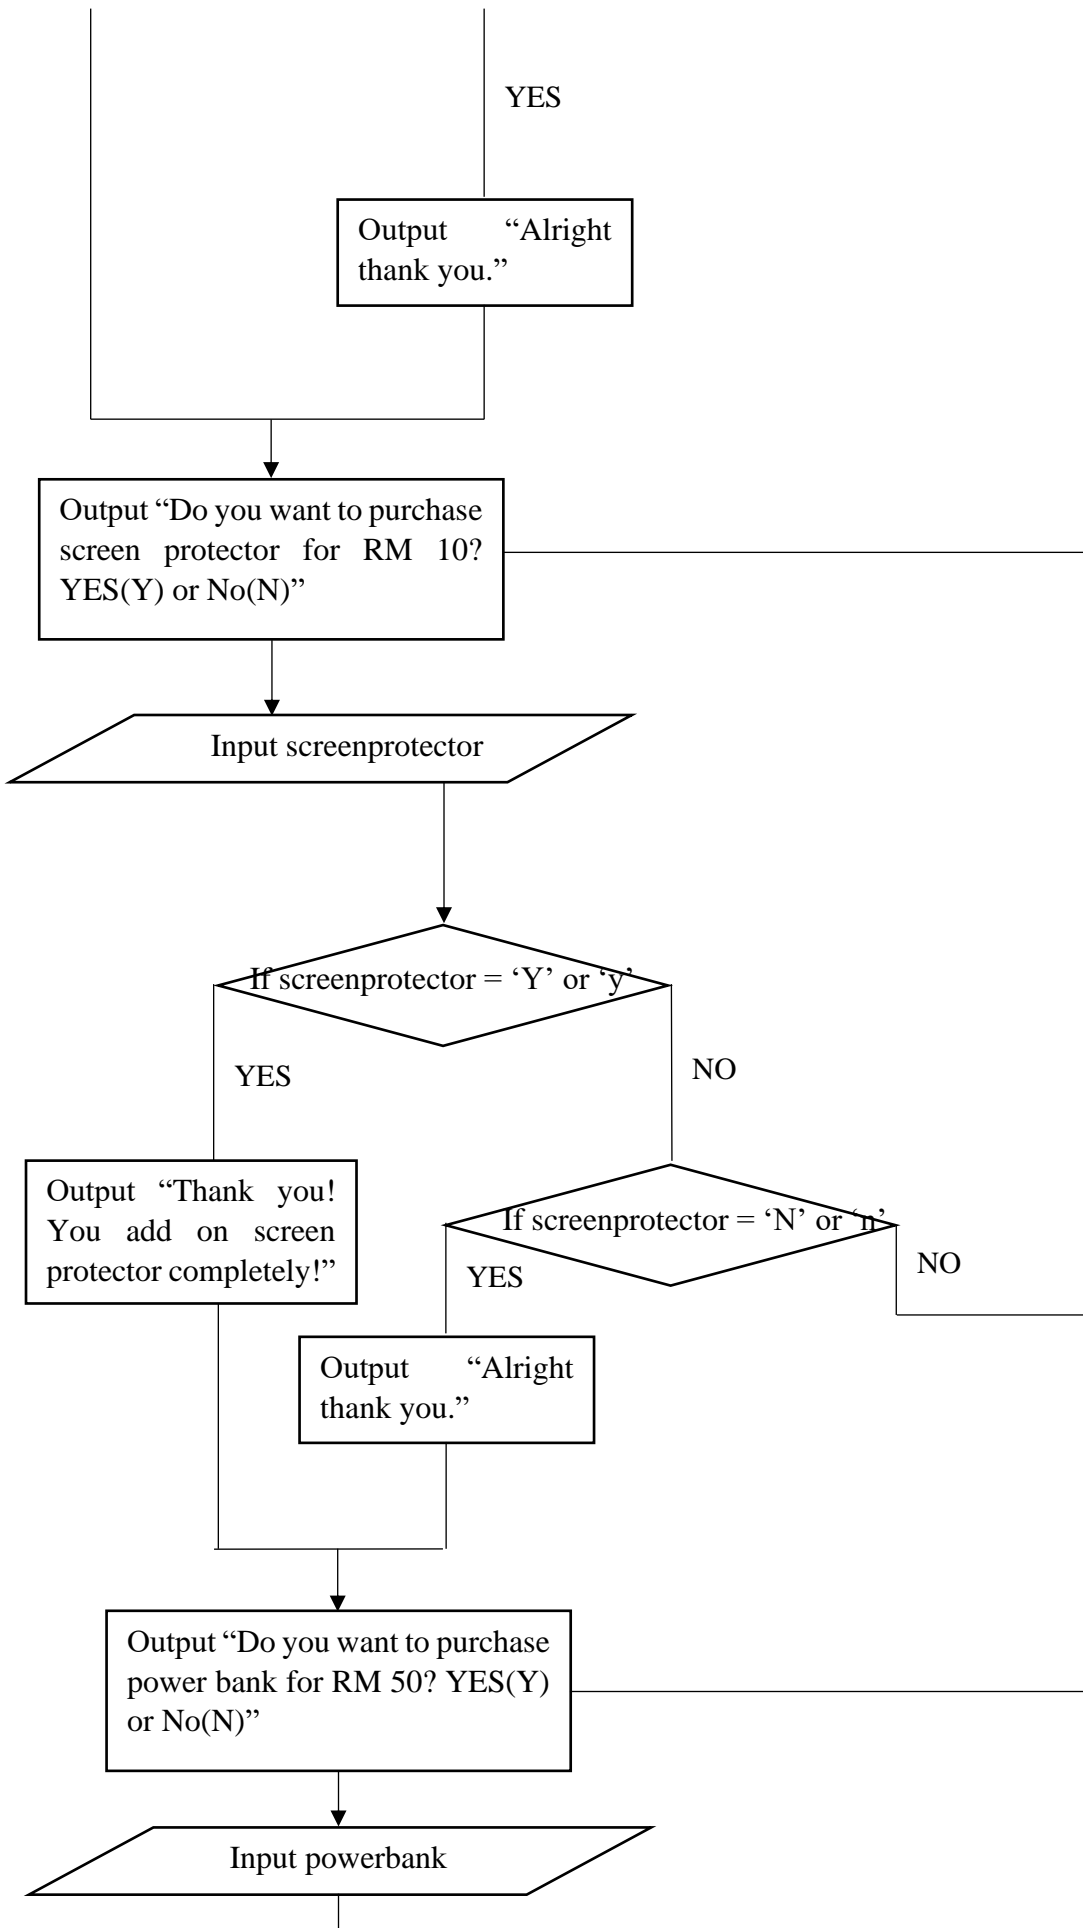 YES
Output “Alright
thank you.”
Output “Do you want to purchase
screen protector for RM 10?
YES(Y) or No(N)”
Input screenprotector
If screenprotector = ‘Y’ or ‘y’
YES
NO
Output “Thank you!
You add on screen
protector completely!”
If screenprotector = ‘N’ or ‘n’
YES
NO
Output “Alright
thank you.”
Output “Do you want to purchase
power bank for RM 50? YES(Y)
or No(N)”
Input powerbank